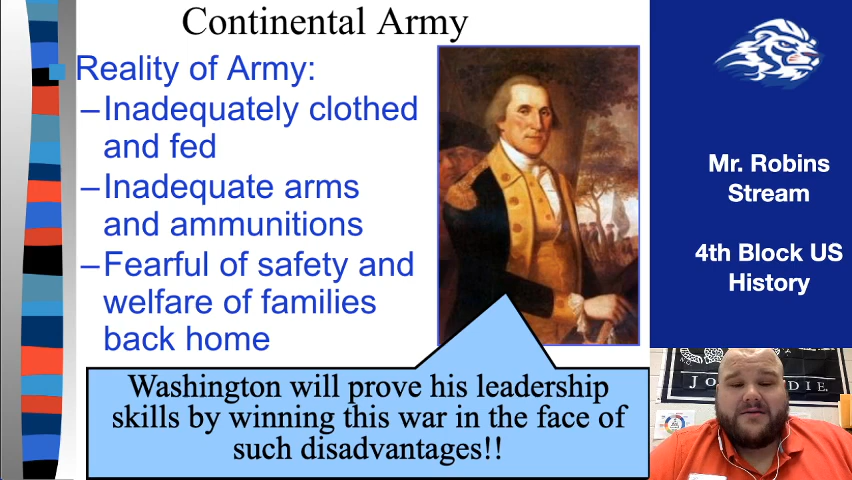 Continental Army
Reality of Army:
–Inadequately clothed
and fed
–Inadequate arms
and ammunitions
–Fearful of safety and
welfare of families
back home
Washington will prove his leadership
skills by winning this war in the face of
such disadvantages!!
Mr. Robins
Stream
4th Block US
History